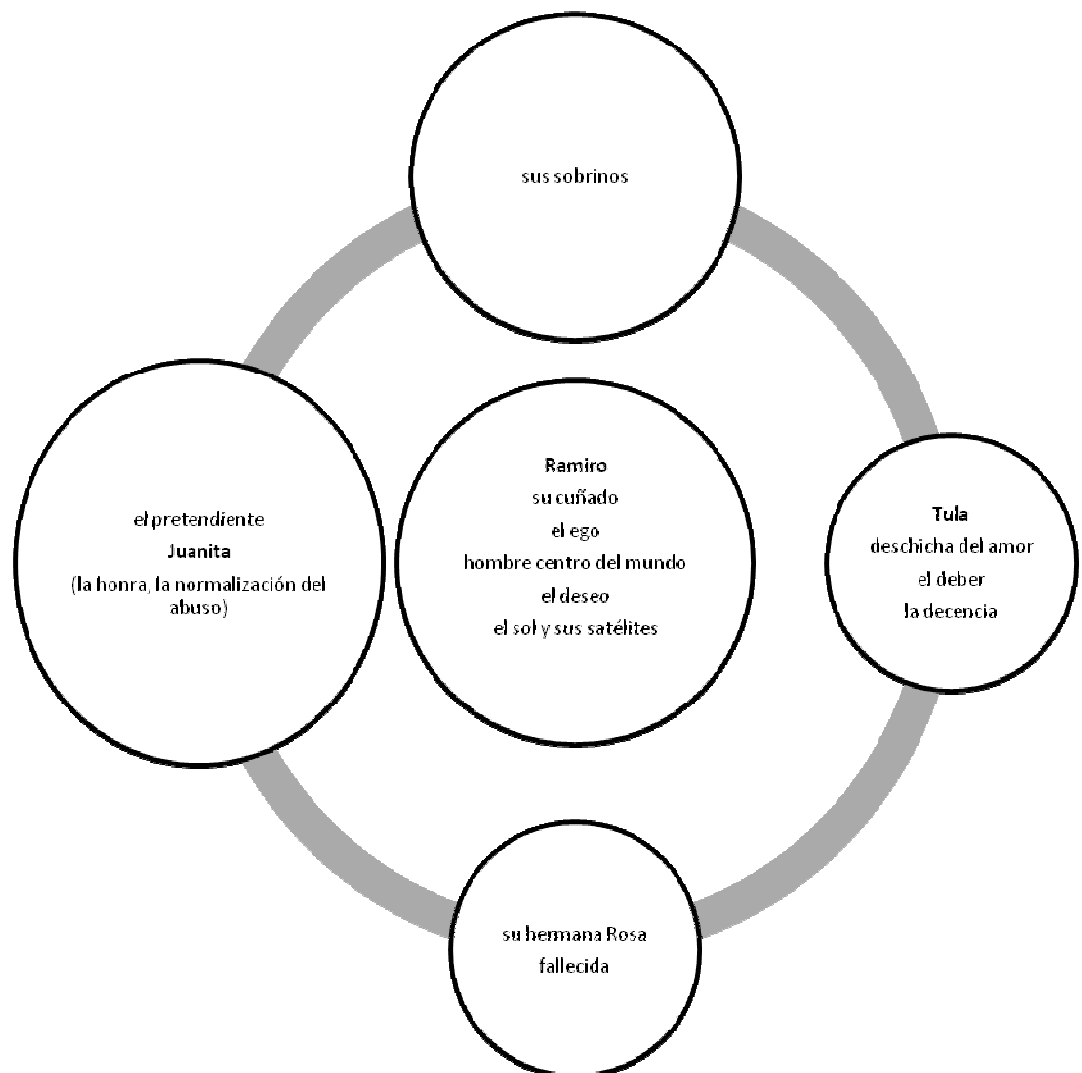 sus sobrinos
el pretendiente
Juanita
(la honra, la normalización del
abuso)
Ramiro
su cuñado
el ego
hombre centro del mundo
el deseo
el sol y sus satélites
Tula
deschicha del amor
el deber
la decencia
su hermana Rosa
fallecida